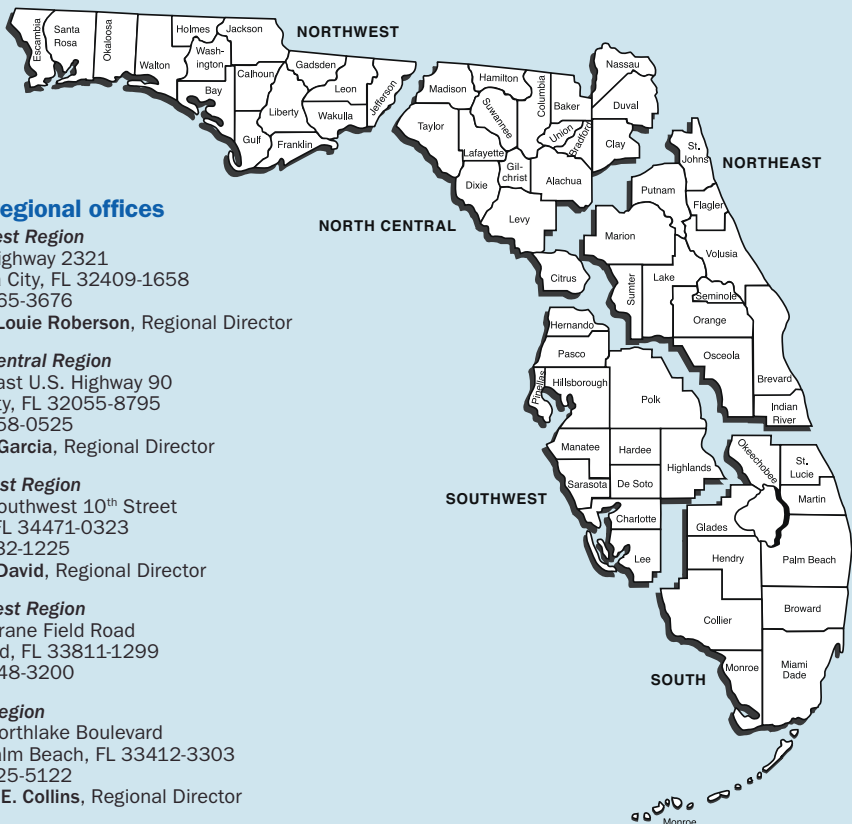 NORTHWEST
Escambia
Santa
Rosa
Okaloosa
Walton
Holmes
Jackson
Wash-
ington
Bay
Calhoun
Gulf
Liberty
Gadsden
Franklin
Leon
Wakulla
Jefferson
Madison
Hamilton
Taylor
Suwannee
Lafayette
Columbia
Baker
Union
Bradford
Gil-
christ
Dixie
Alachua
Levy
Nassau
Duval
Clay
Citrus
NORTH CENTRAL
St.
Johns
NORTHEAST
Putnam
Flagler
Marion
Volusia
Lake
Sumter
Seminole
Orange
Osceola
Brevard
Indian
River
Hernando
Pasco
Pinellas
Hillsborough
Polk
Manatee
Hardee
Highlands
Sarasota
De Soto
Charlotte
Lee
SOUTHWEST
Okeechobee
St.
Lucie
Martin
Glades
Hendry
Palm Beach
Collier
Broward
Monroe
Miami
Dade
SOUTH
Monroe
egional offices
est Region
ighway 2321
City, FL 32409-1658
65-3676
Louie Roberson, Regional Director
entral Region
ast U.S. Highway 90
ty, FL 32055-8795
58-0525
Garcia, Regional Director
st Region
outhwest 10th Street
FL 34471-0323
32-1225
David, Regional Director
est Region
rane Field Road
d, FL 33811-1299
48-3200
egion
orthlake Boulevard
alm Beach, FL 33412-3303
25-5122
E. Collins, Regional Director